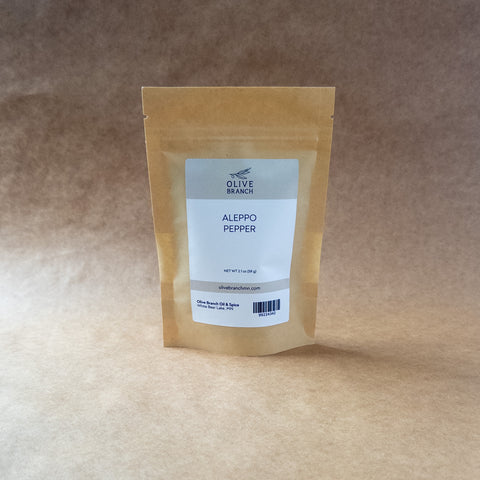 OLIVE
BRANCH
ALEPPO
PEPPER
NET WT 2.1 oz (59 g)
olivebranchmn.com
Olive Branch Oil & Spice
White Bear Lake, MN